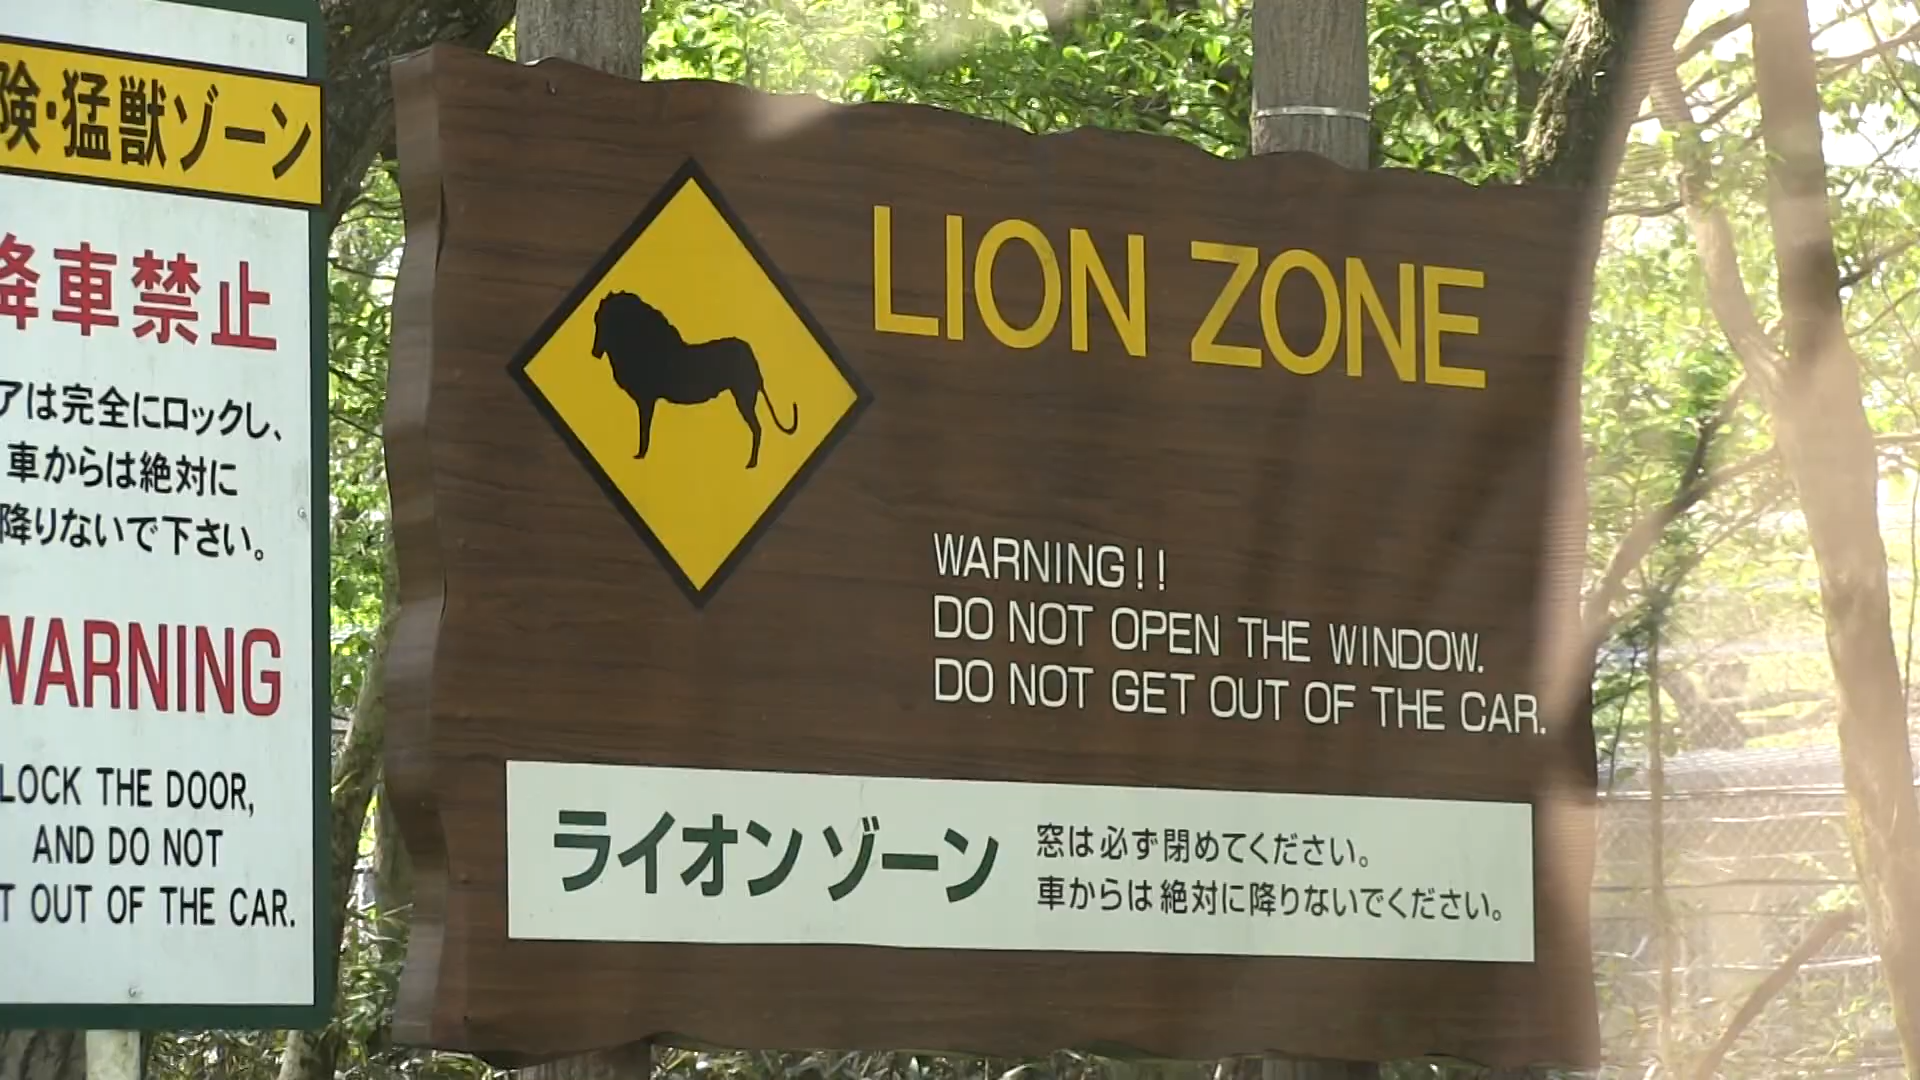 険・猛獣ゾーン
降車禁止
アは完全にロックし、
車からは絶対に
降りないで下さい。
WARNING
LOCK THE DOOR,
AND DO NOT
T OUT OF THE CAR.
LION ZONE
WARNING!!
DO NOT OPEN THE WINDOW.
DO NOT GET OUT OF THE CAR.
ライオンゾーン
窓は必ず閉めてください。
車からは絶対に降りないでください。